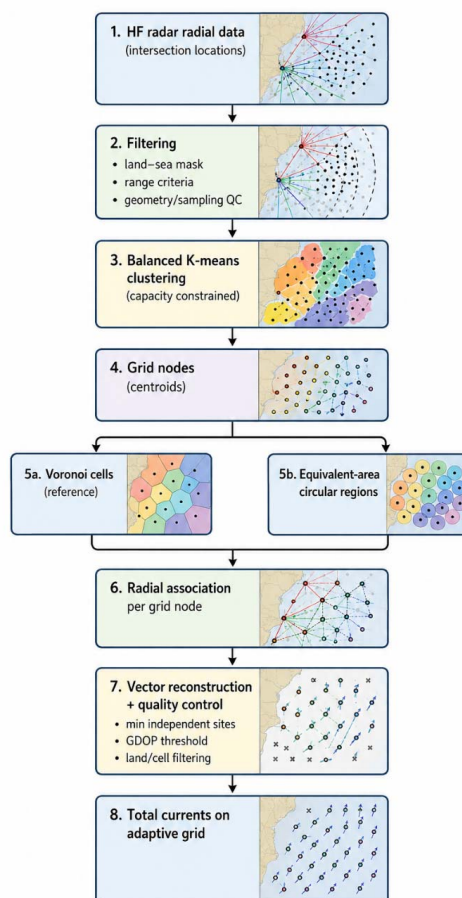 1. HF radar radial data
(intersection locations)
2. Filtering
• land–sea mask
• range criteria
• geometry/sampling QC
3. Balanced K-means
clustering
(capacity constrained)
4. Grid nodes
(centroids)
5a. Voronoi cells
(reference)
5b. Equivalent-area
circular regions
6. Radial association
per grid node
7. Vector reconstruction
+ quality control
• min independent sites
• GDOP threshold
• land/cell filtering
8. Total currents on
adaptive grid